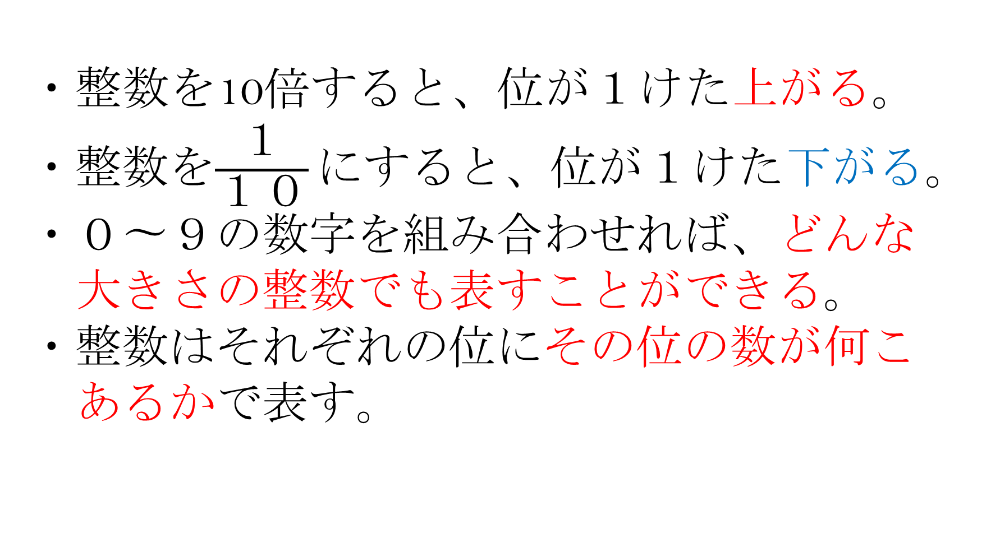 ・整数を10倍すると、位が１けた上がる。
・整数を１/１０にすると、位が１けた下がる。
・０～９の数字を組み合わせれば、どんな
大きさの整数でも表すことができる。
・整数はそれぞれの位にその位の数が何こ
あるかで表す。